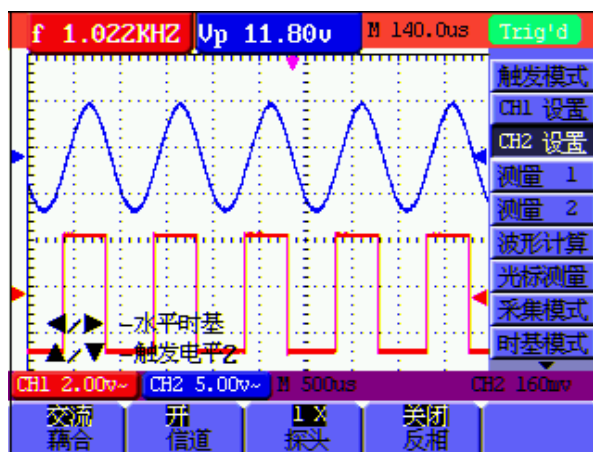 f 1.022KHZ Vp 11.80v M 140.0us Trig'd
触发模式
CH1 设置
CH2 设置
测量 1
测量 2
波形计算
光标测量
采集模式
时基模式
◀/▶ -水平时基
▲/▼ -触发电平2
CH1 2.00v~ CH2 5.00v~ M 500us CH2 160mv
交流 开 1 X 关闭
藕合 信道 探头 反相